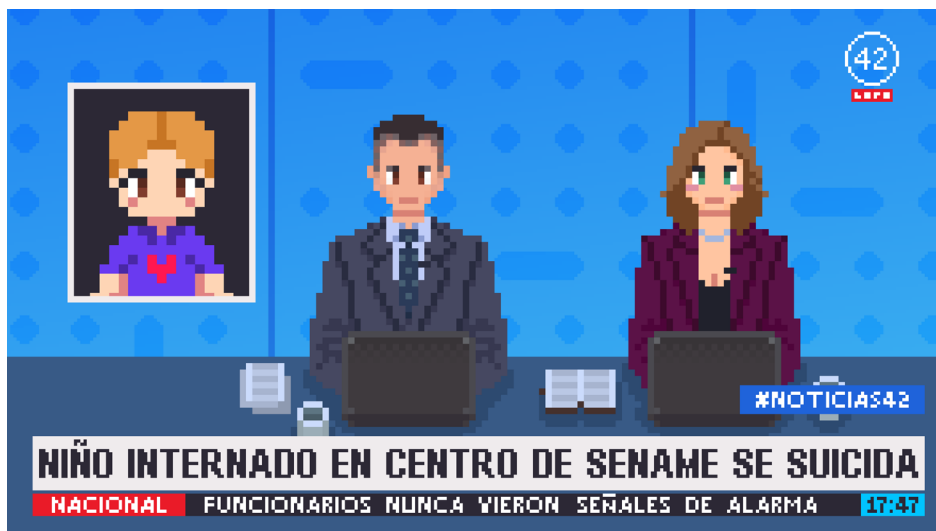 42
#NOTICIAS42
NIÑO INTERNADO EN CENTRO DE SENAME SE SUICIDA
NACIONAL FUNCIONARIOS NUNCA VIERON SEÑALES DE ALARMA 17:47